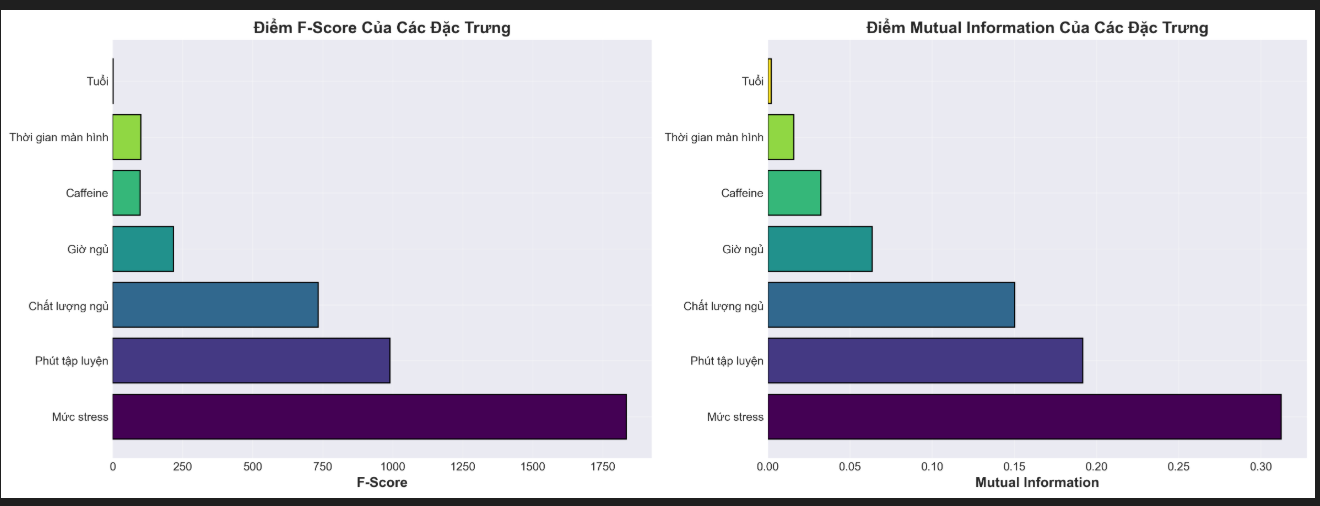 Điểm F-Score Của Các Đặc Trưng
Tuổi
Thời gian màn hình
Caffeine
Giờ ngủ
Chất lượng ngủ
Phút tập luyện
Mức stress
0 250 500 750 1000 1250 1500 1750
F-Score
Điểm Mutual Information Của Các Đặc Trưng
Tuổi
Thời gian màn hình
Caffeine
Giờ ngủ
Chất lượng ngủ
Phút tập luyện
Mức stress
0.00 0.05 0.10 0.15 0.20 0.25 0.30
Mutual Information